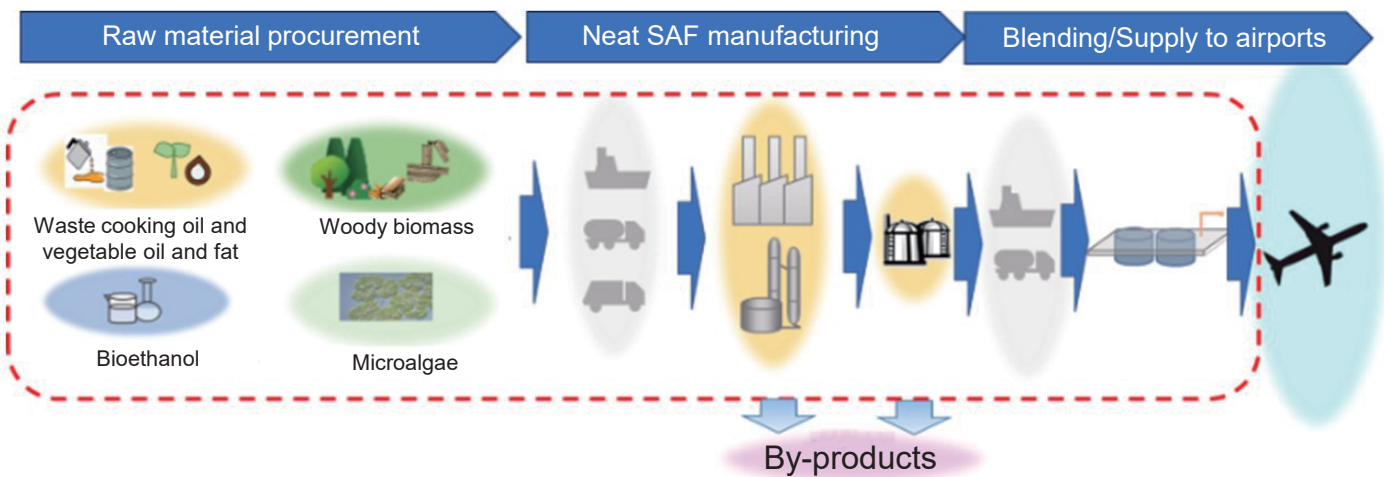 Raw material procurement
Neat SAF manufacturing
Blending/Supply to airports
Waste cooking oil and
vegetable oil and fat
Woody biomass
Bioethanol
Microalgae
By-products